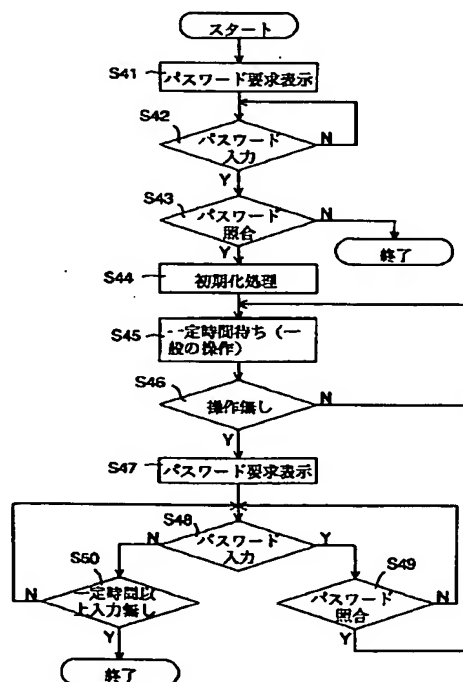 スタート
S41
パスワード要求表示
S42
パスワード
入力
N
Y
S43
パスワード
照合
N
Y
終了
S44
初期化処理
S45
一定時間待ち(一
般の操作)
S46
操作無し
N
Y
S47
パスワード要求表示
S48
パスワード
入力
N
Y
S50
一定時間以
上入力無し
N
Y
S49
パスワード
照合
N
Y
終了